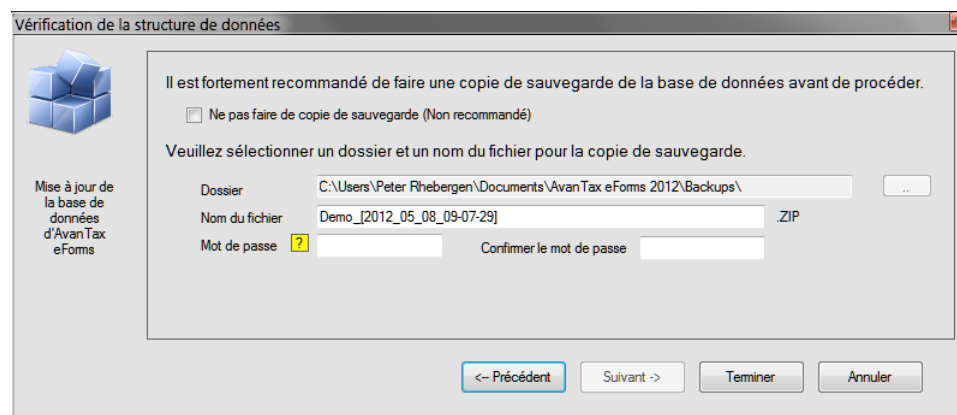 Vérification de la structure de données
Il est fortement recommandé de faire une copie de sauvegarde de la base de données avant de procéder.
Ne pas faire de copie de sauvegarde (Non recommandé)
Veuillez sélectionner un dossier et un nom du fichier pour la copie de sauvegarde.
Mise à jour de
la base de
données
d'AvanTax
eForms
Dossier C:\Users\Peter Rhebergen\Documents\AvanTax eForms 2012\Backups\ ..
Nom du fichier Demo_[2012_05_08_09-07-29] .ZIP
Mot de passe ? Confirmer le mot de passe
<-- Précédent Suivant -> Terminer Annuler